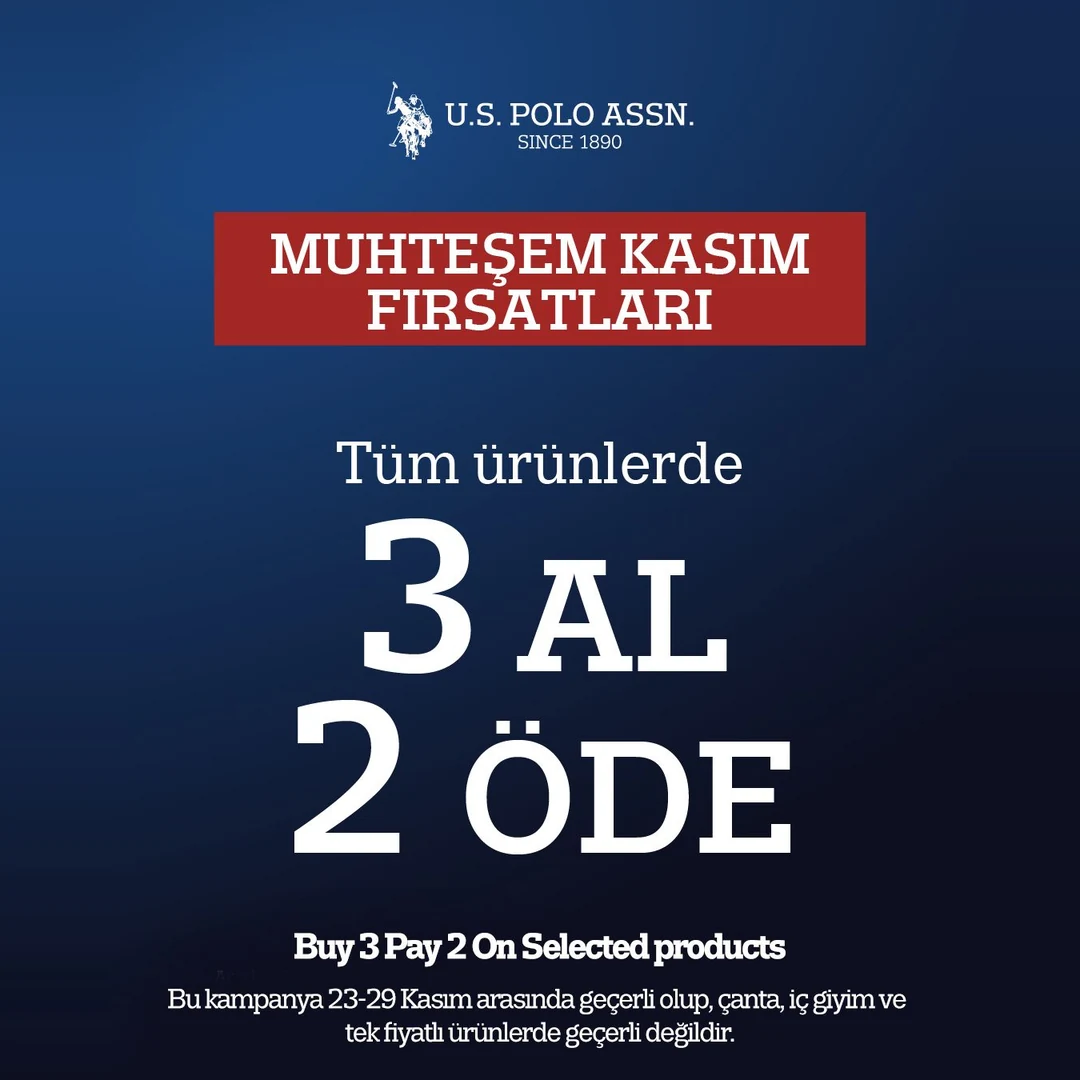 U.S. POLO ASSN.
SINCE 1890
MUHTEŞEM KASIM
FIRSATLARI
Tüm ürünlerde
3 AL
2 ÖDE
Buy 3 Pay 2 On Selected products
Bu kampanya 23-29 Kasım arasında geçerli olup, çanta, iç giyim ve
tek fiyatlı ürünlerde geçerli değildir.